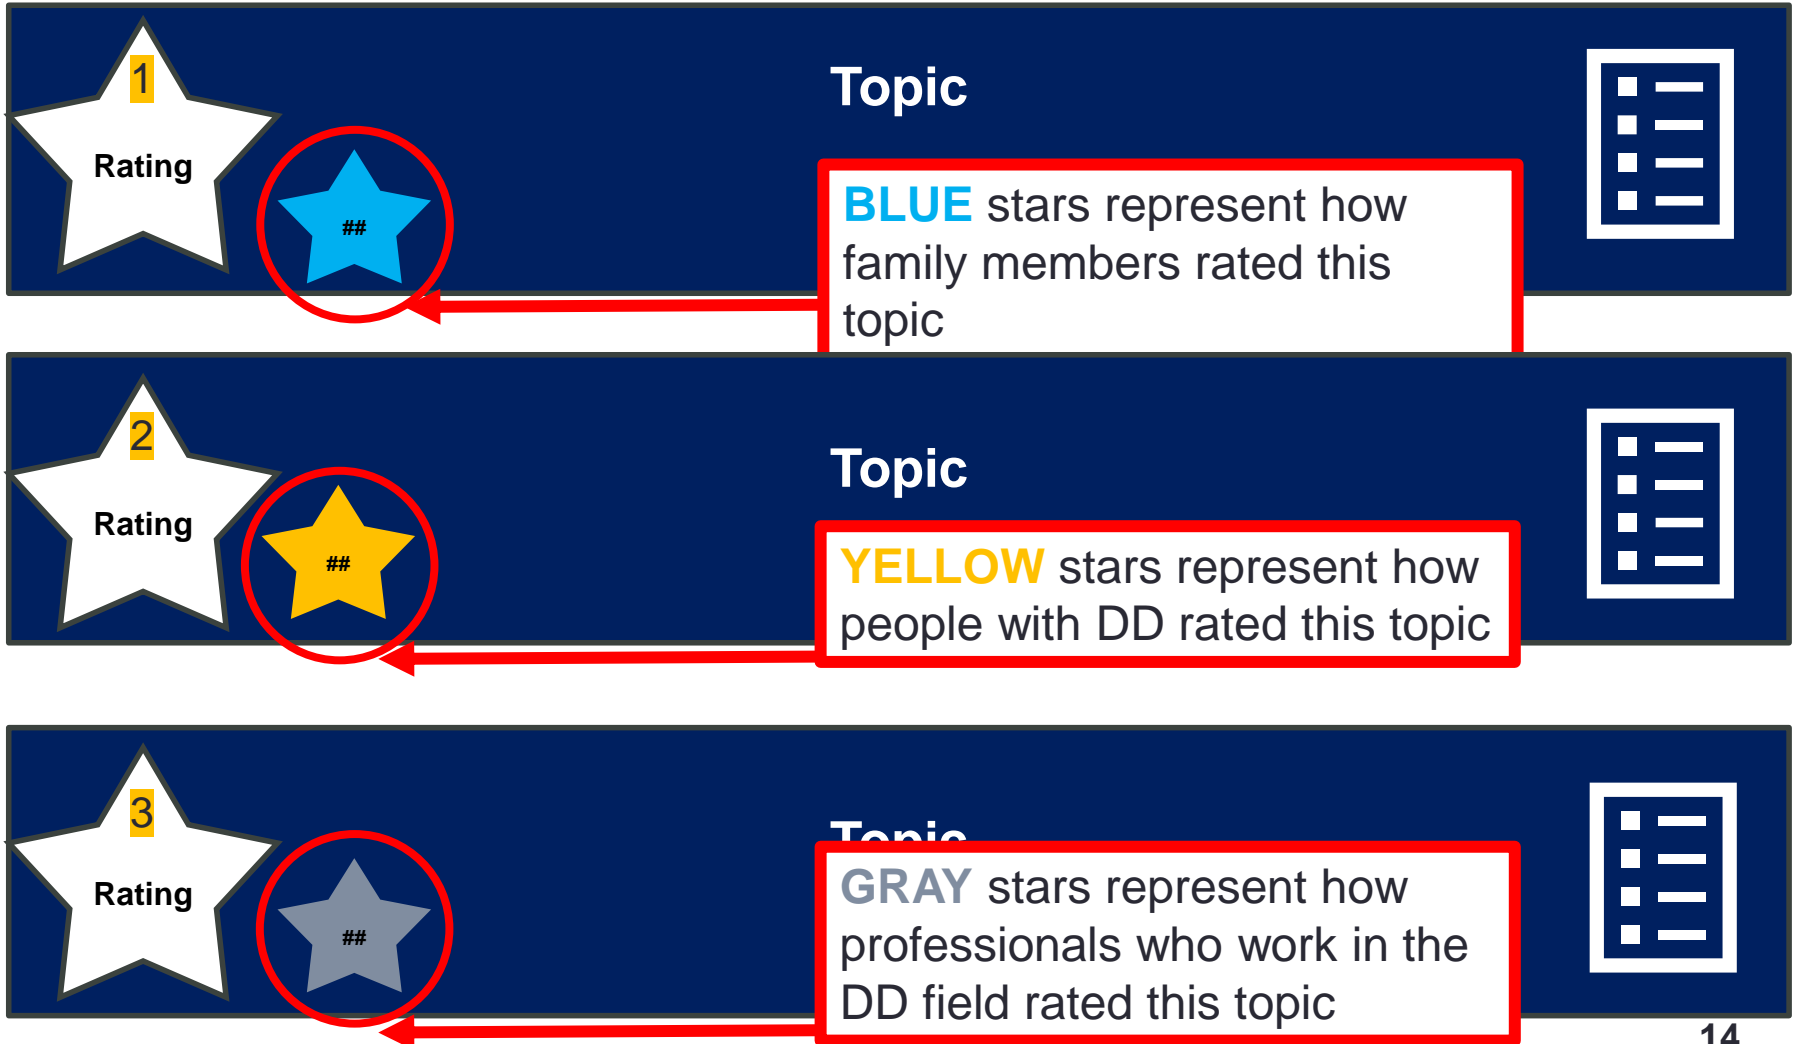 1
Rating
##
Topic
BLUE stars represent how
family members rated this
topic
2
Rating
##
Topic
YELLOW stars represent how
people with DD rated this topic
3
Rating
##
Topic
GRAY stars represent how
professionals who work in the
DD field rated this topic
14